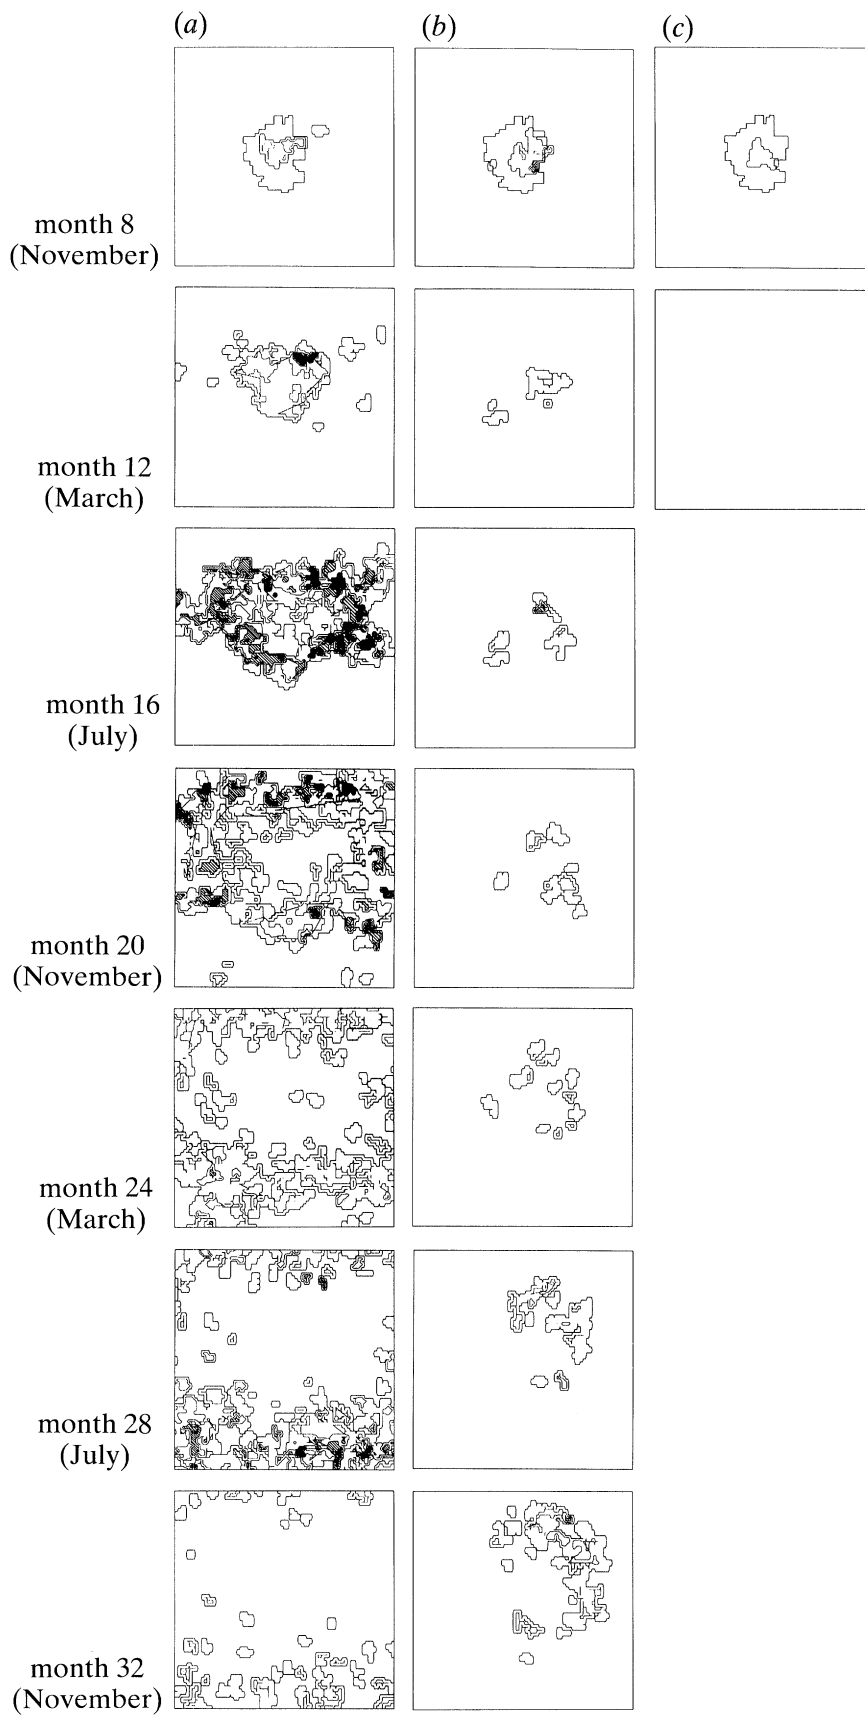 (a) (b) (c)
month 8
(November)
month 12
(March)
month 16
(July)
month 20
(November)
month 24
(March)
month 28
(July)
month 32
(November)